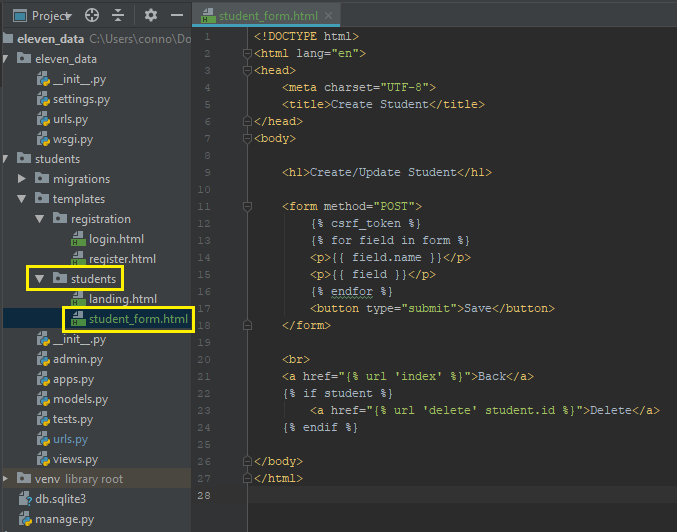 Project
student_form.html
eleven_data C:\Users\conno\Do
eleven_data
__init__.py
settings.py
urls.py
wsgi.py
students
migrations
templates
registration
login.html
register.html
students
landing.html
student_form.html
__init__.py
admin.py
apps.py
models.py
tests.py
urls.py
views.py
venv library root
db.sqlite3
manage.py
1 <!DOCTYPE html>
2 <html lang="en">
3 <head>
4 <meta charset="UTF-8">
5 <title>Create Student</title>
6 </head>
7 <body>
8
9 <hl>Create/Update Student</hl>
10
11 <form method="POST">
12 {% csrf_token %}
13 {% for field in form %}
14 <p>{{ field.name }}</p>
15 <p>{{ field }}</p>
16 {% endfor %}
17 <button type="submit">Save</button>
18 </form>
19
20 <br>
21 <a href="{% url 'index' %}">Back</a>
22 {% if student %}
23 <a href="{% url 'delete' student.id %}">Delete</a>
24 {% endif %}
25
26 </body>
27 </html>
28